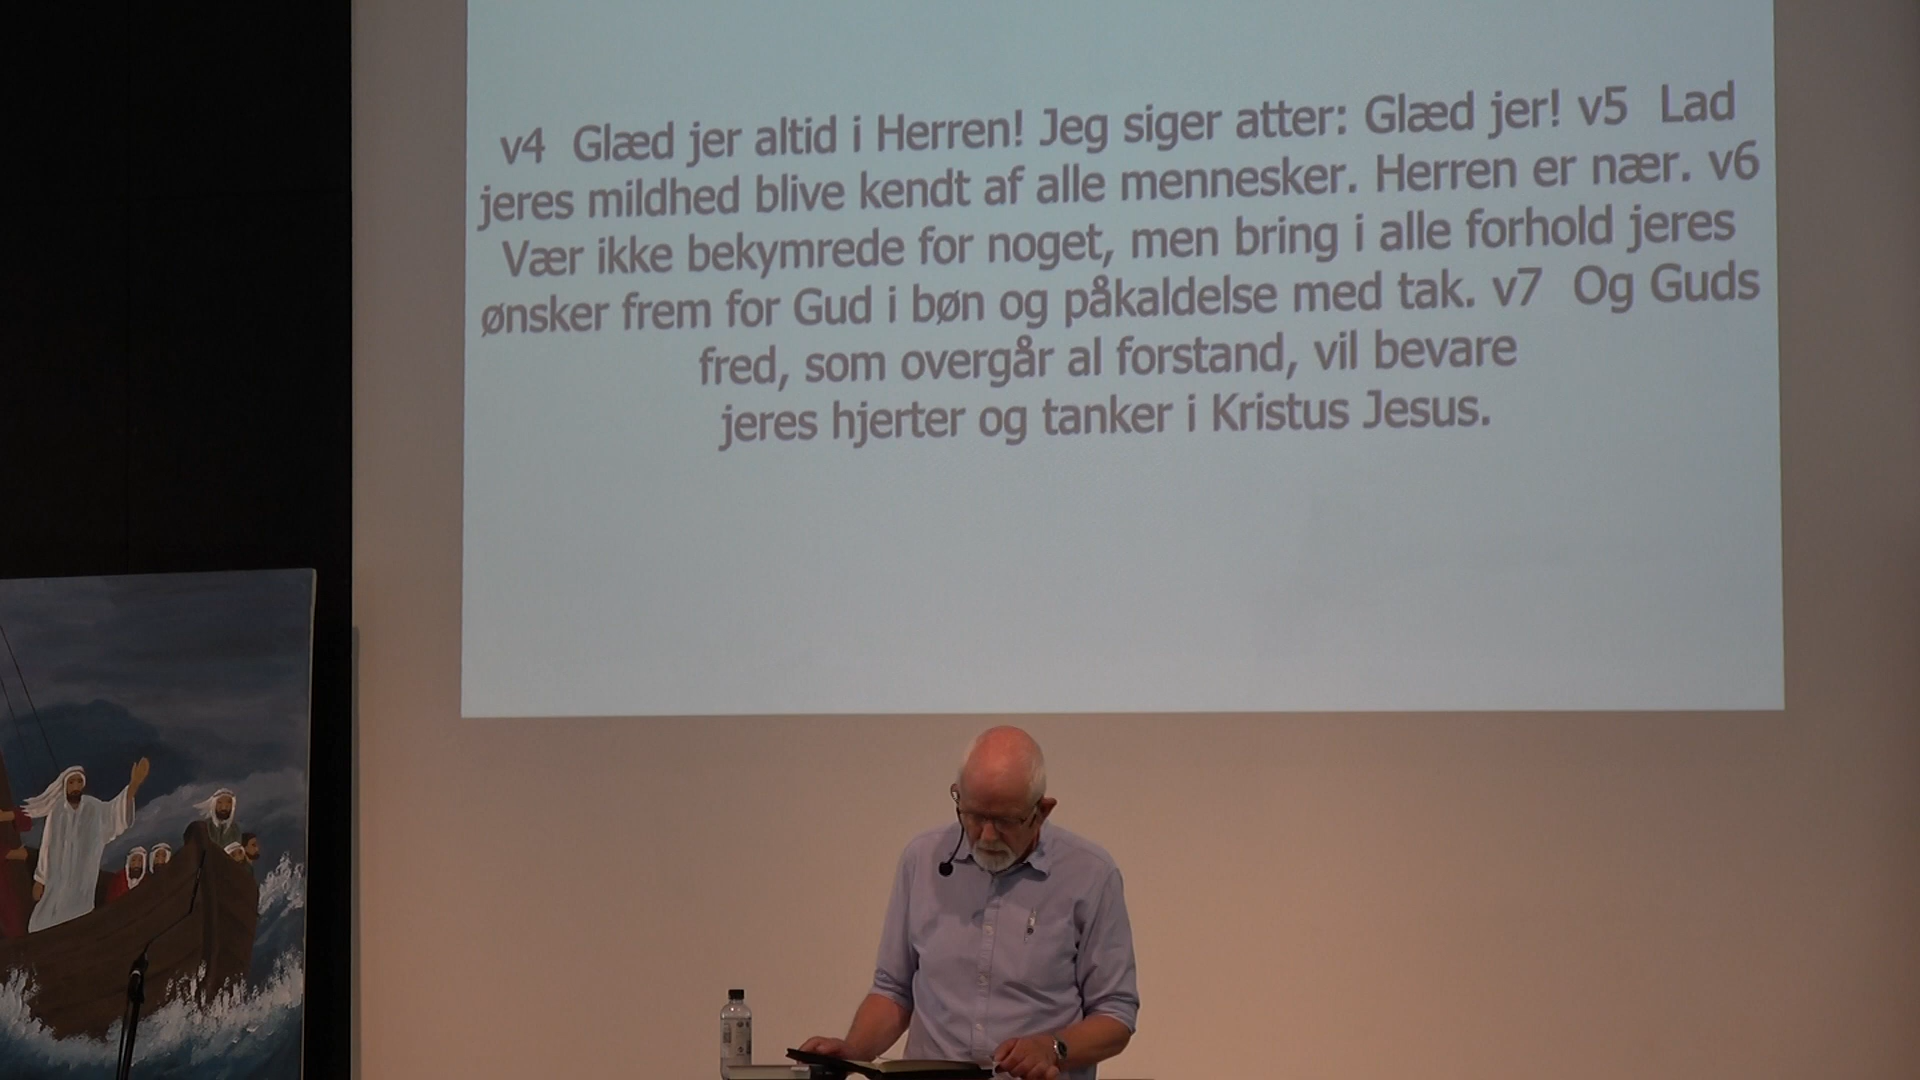 v4 Glæd jer altid i Herren! Jeg siger atter: Glæd jer! v5 Lad
jeres mildhed blive kendt af alle mennesker. Herren er nær. v6
Vær ikke bekymrede for noget, men bring i alle forhold jeres
ønsker frem for Gud i bøn og påkaldelse med tak. v7 Og Guds
fred, som overgår al forstand, vil bevare
jeres hjerter og tanker i Kristus Jesus.